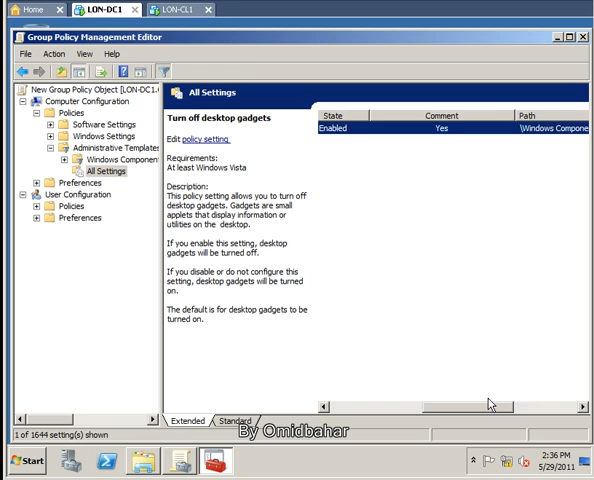 Home
LON-DC1
LON-CL1
Group Policy Management Editor
File Action View Help
New Group Policy Object [LON-DC1.
Computer Configuration
Policies
Software Settings
Windows Settings
Administrative Templates
Windows Component
All Settings
Preferences
User Configuration
Policies
Preferences
All Settings
Turn off desktop gadgets
Edit policy setting
Requirements:
At least Windows Vista
Description:
This policy setting allows you to turn off
desktop gadgets. Gadgets are small
applets that display information or
utilities on the desktop.
If you enable this setting, desktop
gadgets will be turned off.
If you disable or do not configure this
setting, desktop gadgets will be turned
on.
The default is for desktop gadgets to be
turned on.
State Comment Path
Enabled Yes \Windows Compone
Extended Standard
By Omidbahar
1 of 1644 setting(s) shown
Start
2:36 PM
5/29/2011